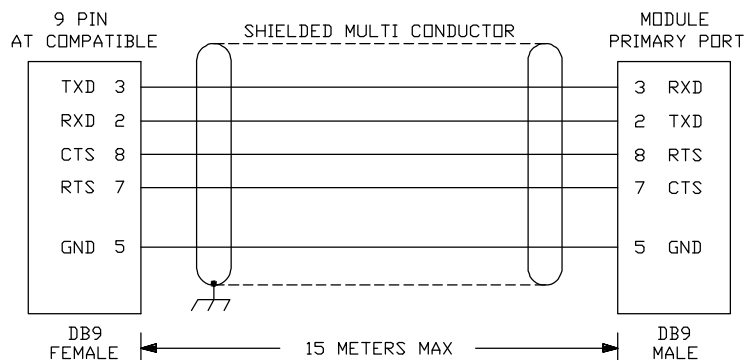 9 PIN
AT COMPATIBLE
SHIELDED MULTI CONDUCTOR
MODULE
PRIMARY PORT
TXD 3
3 RXD
RXD 2
2 TXD
CTS 8
8 RTS
RTS 7
7 CTS
GND 5
5 GND
DB9
FEMALE
15 METERS MAX
DB9
MALE